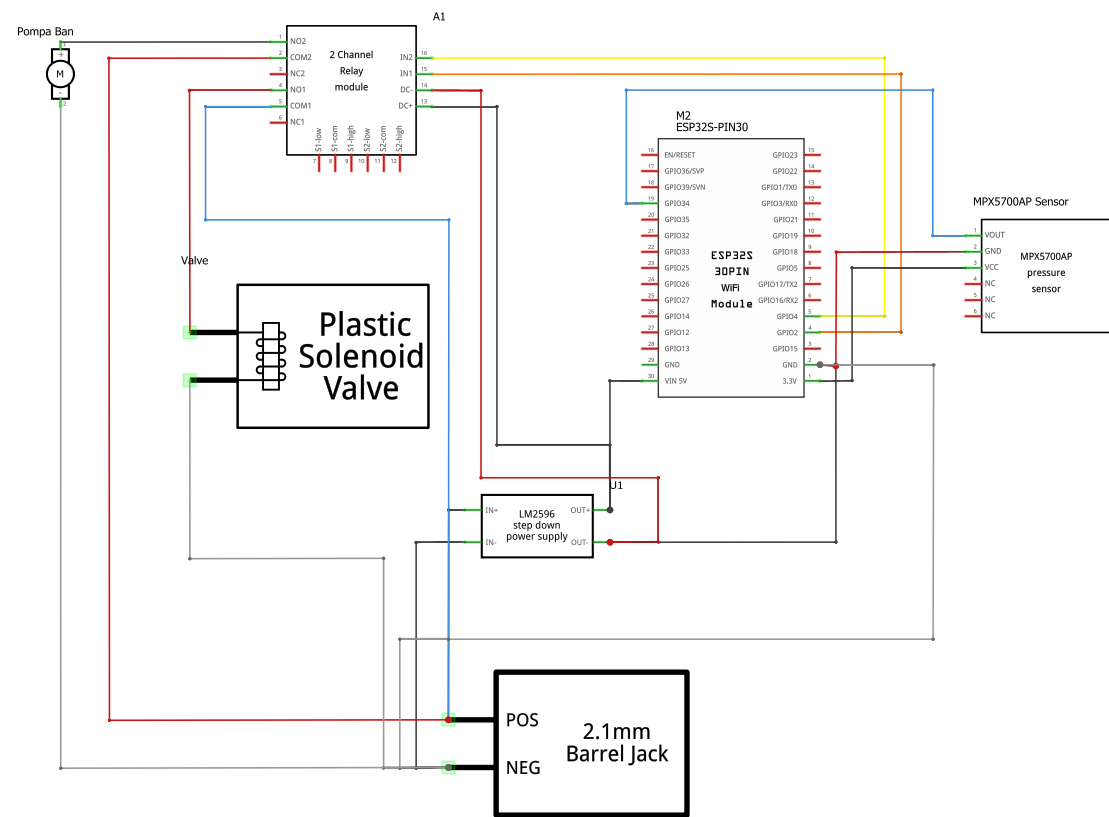 A1
Pompa Ban
1
+
M
-
2
1 NO2
2 COM2
3 NC2
4 NO1
5 COM1
6 NC1
2 Channel
Relay
module
IN2 16
IN1 15
DC- 14
DC+ 13
S1-low
S1-com
S1-high
S2-low
S2-com
S2-high
7 8 9 10 11 12
M2
ESP32S-PIN30
16 EN/RESET
17 GPIO36/SVP
18 GPIO39/SVN
19 GPIO34
20 GPIO35
21 GPIO32
22 GPIO33
23 GPIO25
24 GPIO26
25 GPIO27
26 GPIO14
27 GPIO12
28 GPIO13
29 GND
30 VIN 5V
ESP32S
30PIN
WiFi
Module
GPIO23 15
GPIO22 14
GPIO1/TX0 13
GPIO3/RX0 12
GPIO21 11
GPIO19 10
GPIO18 9
GPIO5 8
GPIO17/TX2 7
GPIO16/RX2 6
GPIO4 5
GPIO2 4
GPIO15 3
GND 2
3.3V 1
MPX5700AP Sensor
1 VOUT
2 GND
3 VCC
4 NC
5 NC
6 NC
MPX5700AP
pressure
sensor
Valve
Plastic
Solenoid
Valve
U1
IN+
IN-
LM2596
step down
power supply
OUT+
OUT-
POS
NEG
2.1mm
Barrel Jack